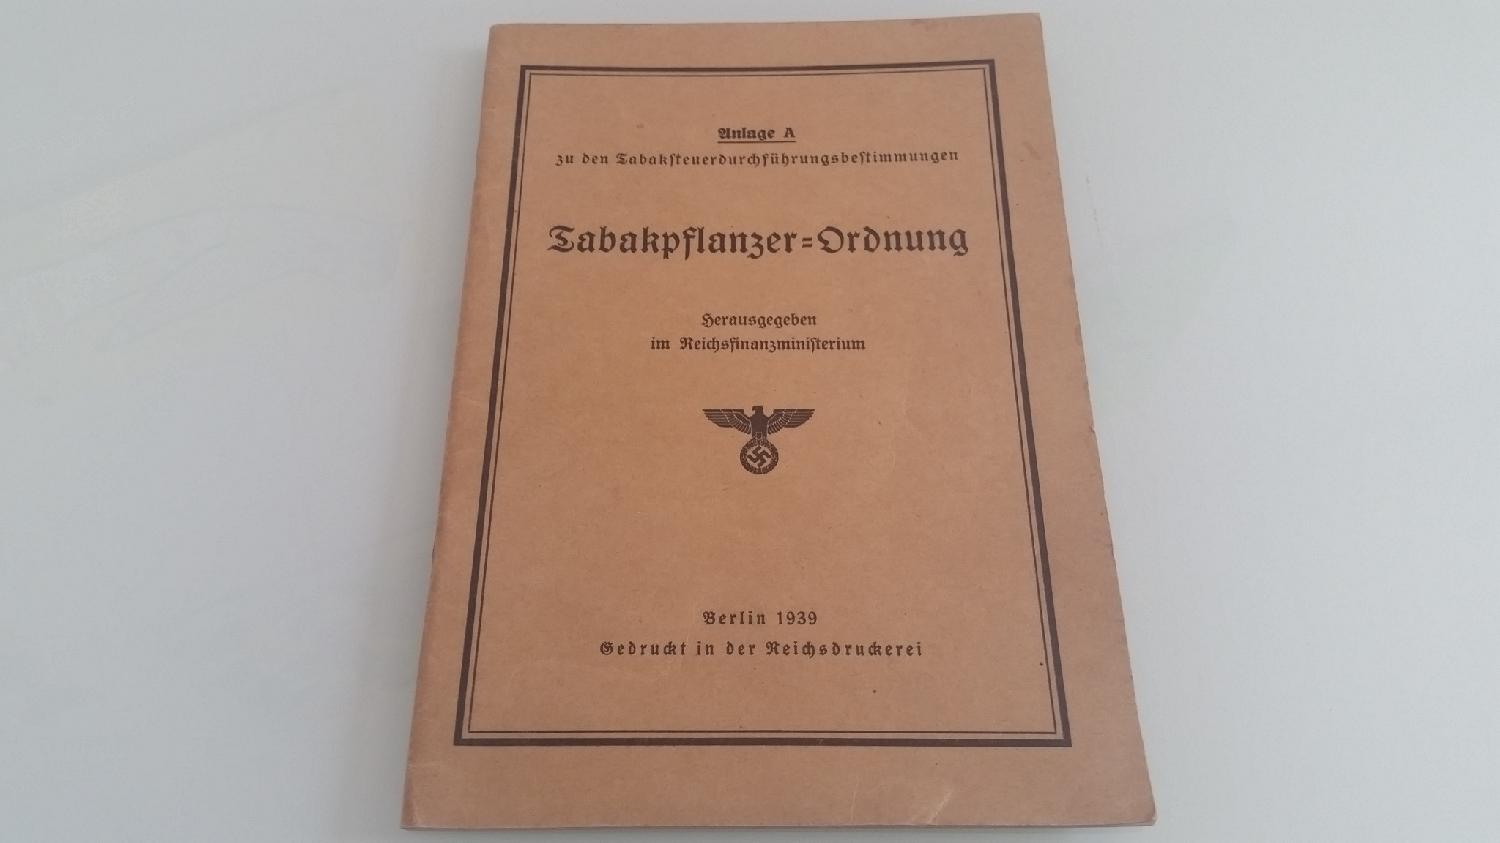 Anlage A
zu den Tabaksteuerdurchführungsbestimmungen
Tabakpflanzer=Ordnung
Herausgegeben
im Reichsfinanzministerium
Berlin 1939
Gedruckt in der Reichsdruckerei